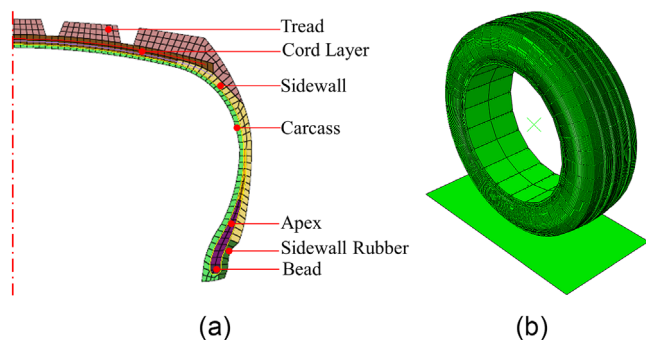 Tread
Cord Layer
Sidewall
Carcass
Apex
Sidewall Rubber
Bead
(a)
(b)